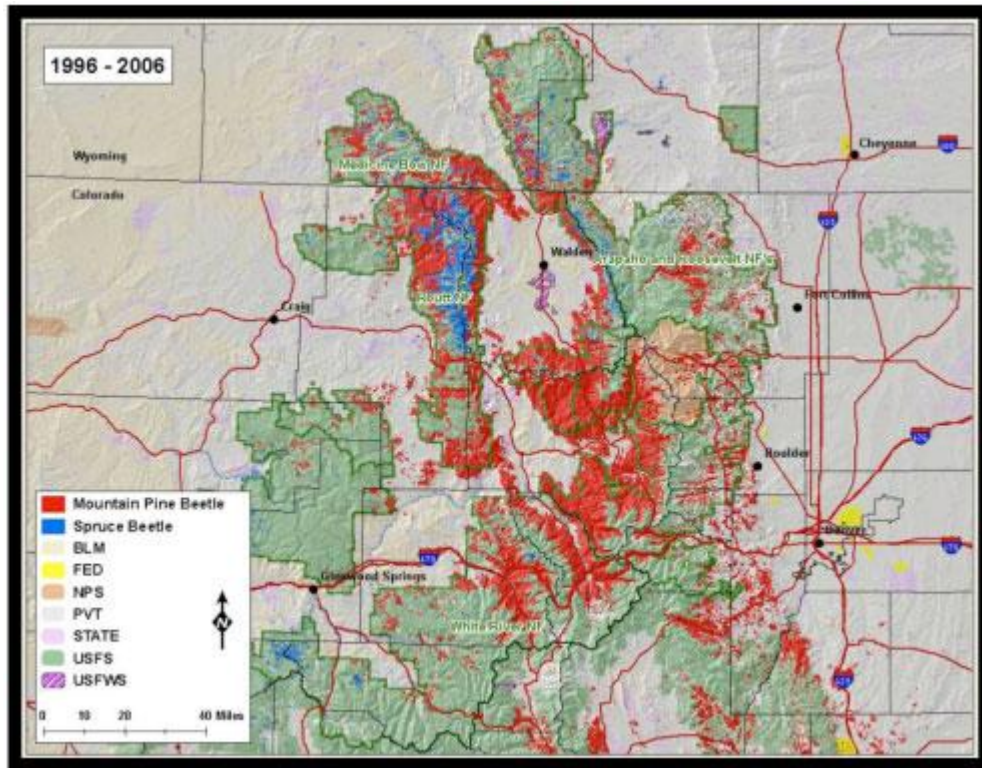 1996 - 2006
Wyoming
Colorado
Cheyenne
Medicine Bow NF
Walden
Arapaho and Roosevelt NF's
Routt NF
Craig
Fort Collins
Boulder
Denver
Glenwood Springs
White River NF
Mountain Pine Beetle
Spruce Beetle
BLM
FED
NPS
PVT
STATE
USFS
USFWS
N
0 10 20 40 Miles